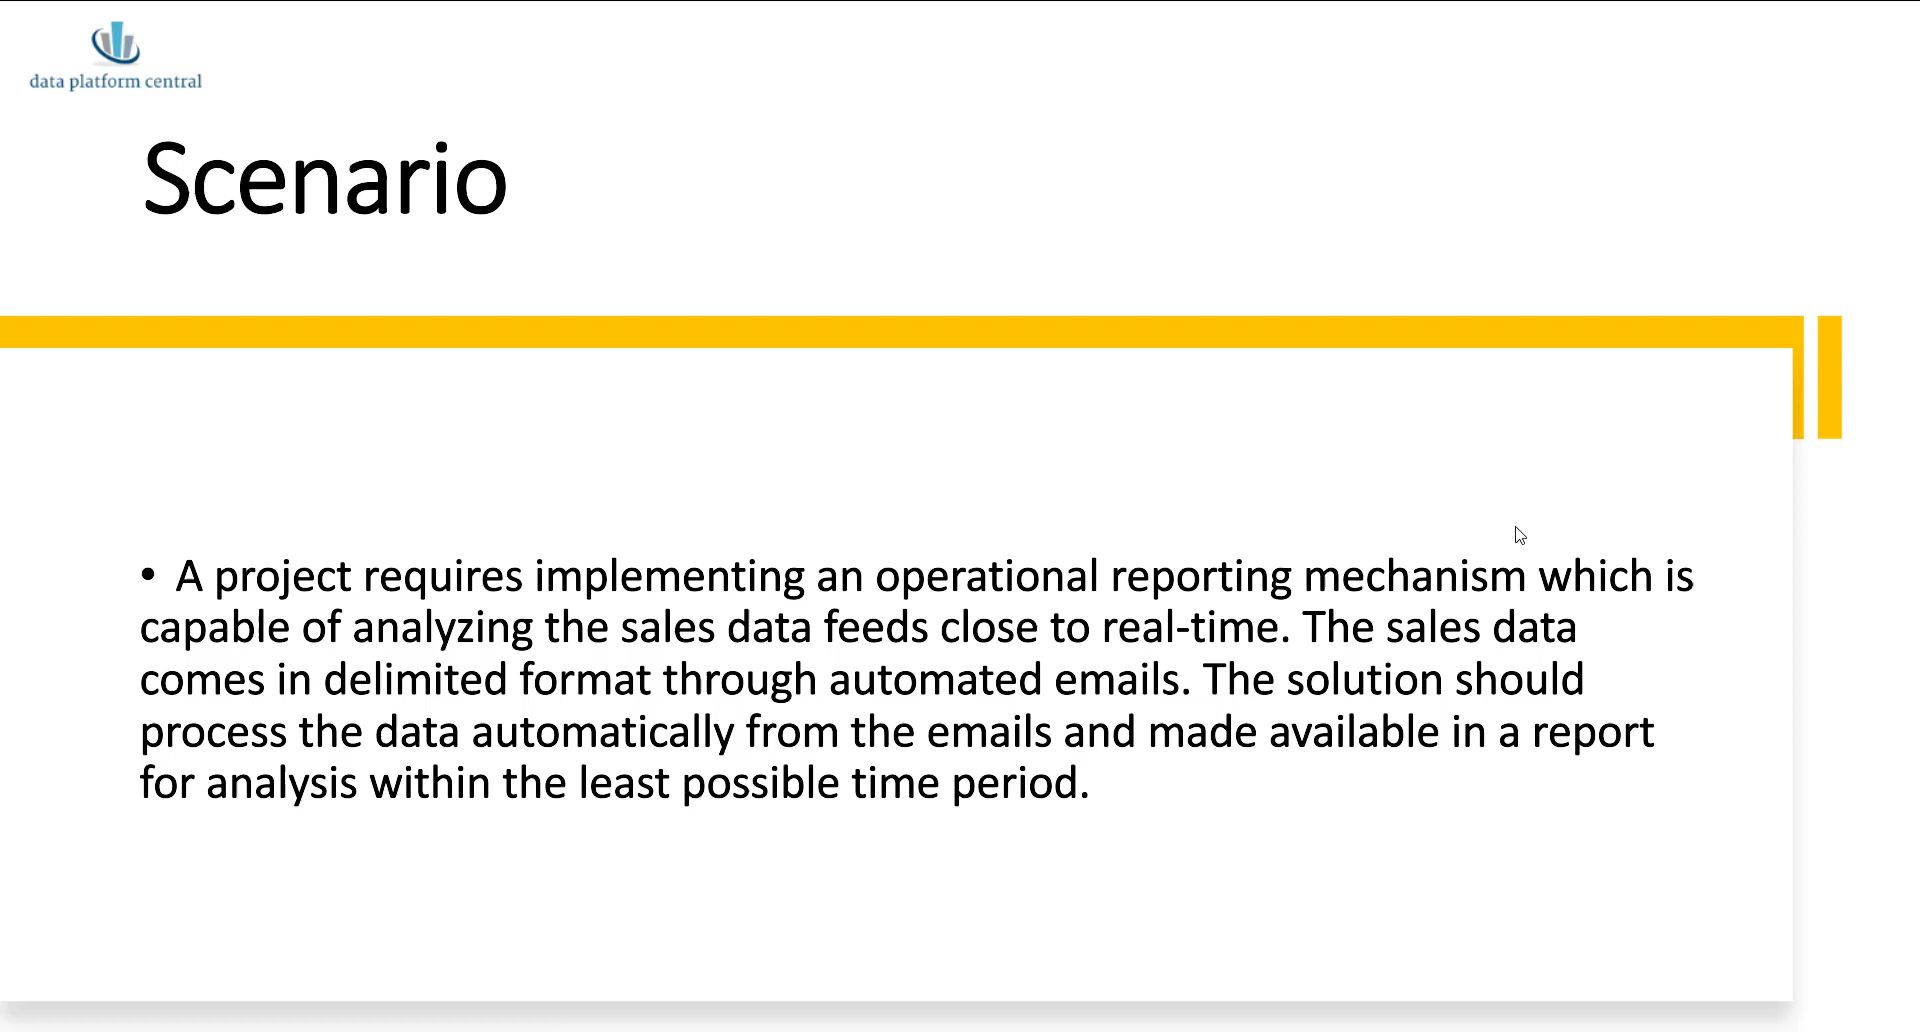 data platform central
Scenario
• A project requires implementing an operational reporting mechanism which is
capable of analyzing the sales data feeds close to real-time. The sales data
comes in delimited format through automated emails. The solution should
process the data automatically from the emails and made available in a report
for analysis within the least possible time period.